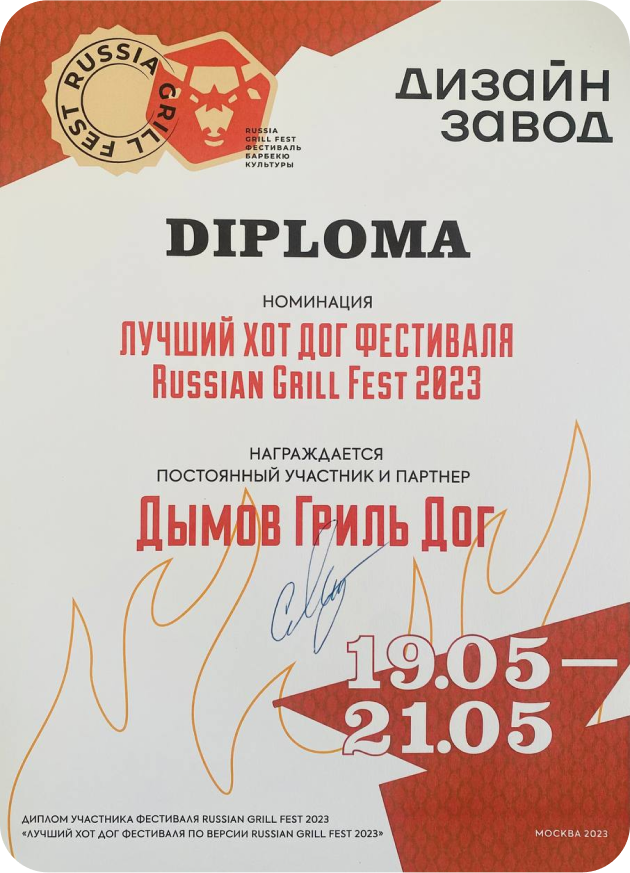 RUSSIA GRILL FEST
RUSSIA
GRILL FEST
ФЕСТИВАЛЬ
БАРБЕКЮ
КУЛЬТУРЫ
ДИЗАЙН
ЗАВОД
DIPLOMA
НОМИНАЦИЯ
ЛУЧШИЙ ХОТ ДОГ ФЕСТИВАЛЯ
RUSSIAN GRILL FEST 2023
НАГРАЖДАЕТСЯ
ПОСТОЯННЫЙ УЧАСТНИК И ПАРТНЕР
ДЫМОВ ГРИЛЬ ДОГ
19.05—
21.05
ДИПЛОМ УЧАСТНИКА ФЕСТИВАЛЯ RUSSIAN GRILL FEST 2023
«ЛУЧШИЙ ХОТ ДОГ ФЕСТИВАЛЯ ПО ВЕРСИИ RUSSIAN GRILL FEST 2023»
МОСКВА 2023